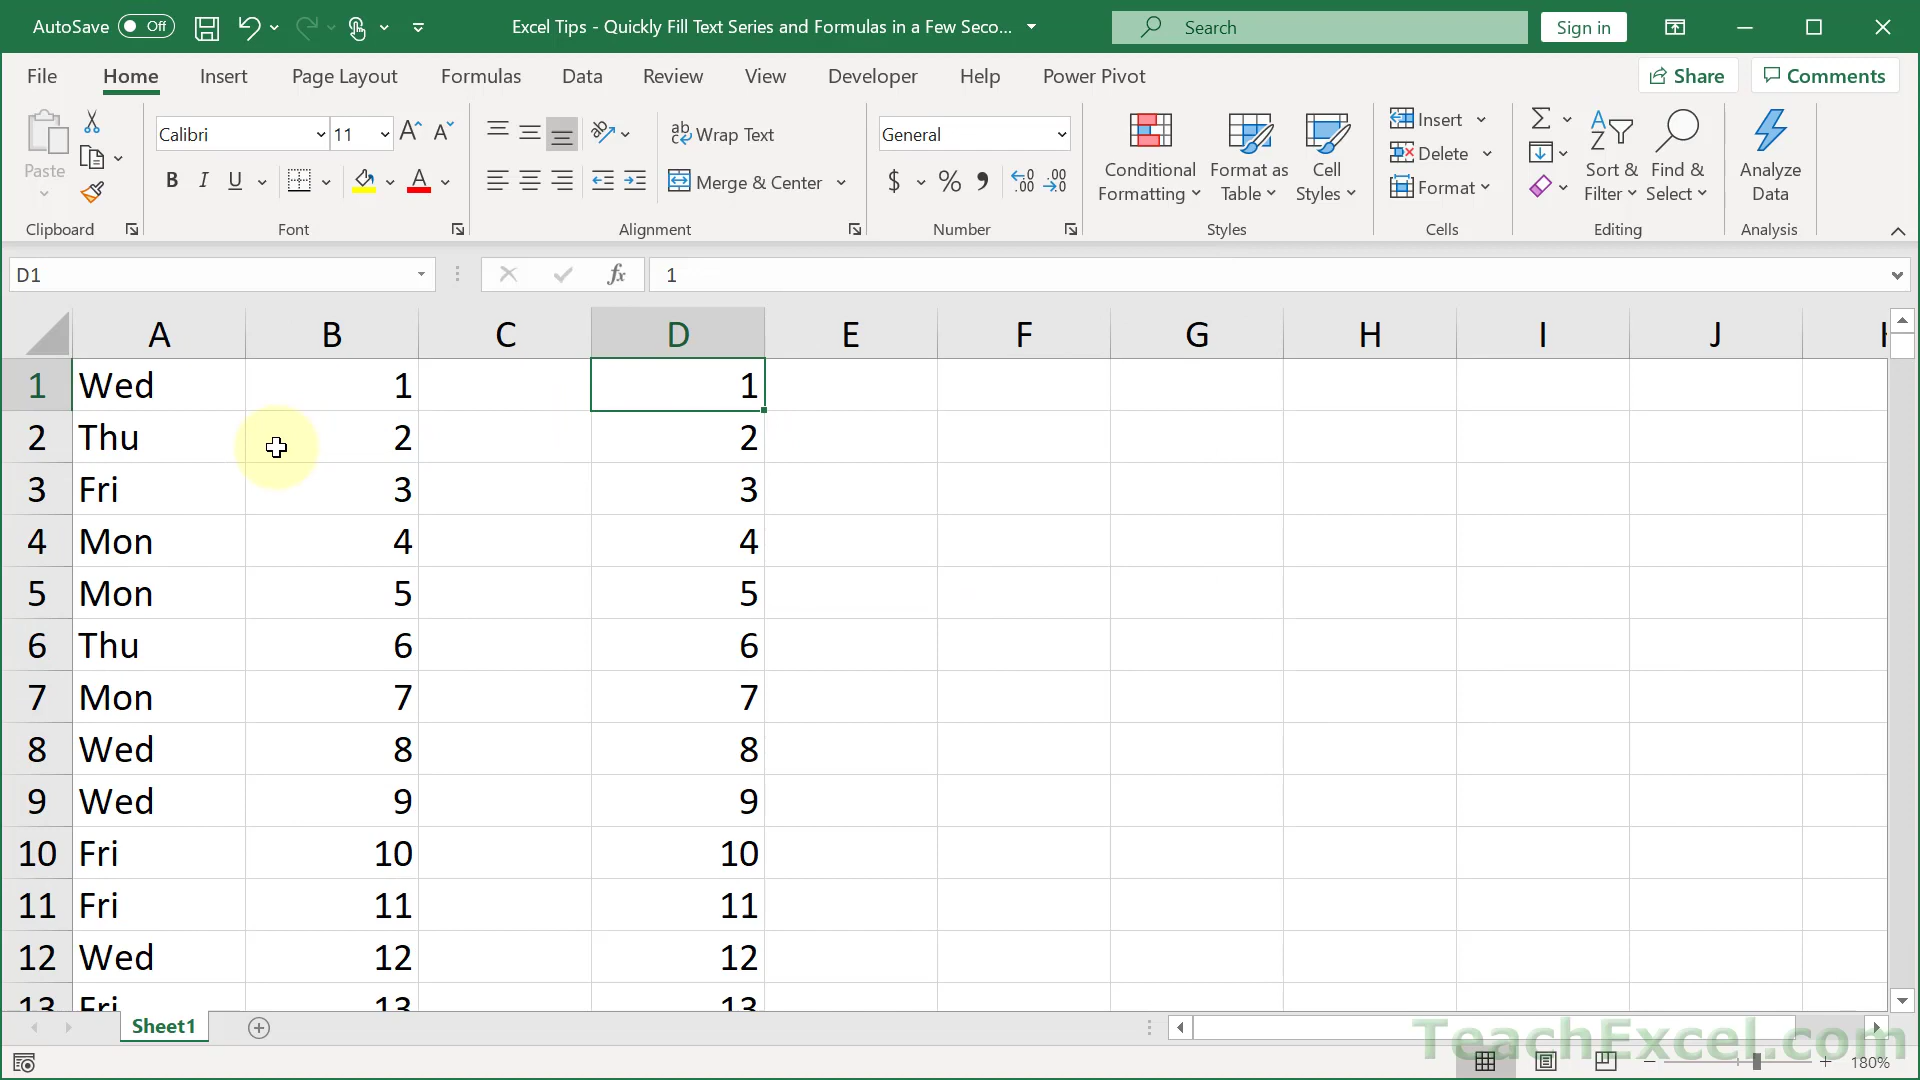 AutoSave Off Excel Tips - Quickly Fill Text Series and Formulas in a Few Seco... Search Sign in
File Home Insert Page Layout Formulas Data Review View Developer Help Power Pivot Share Comments
Paste
Calibri 11
ab Wrap Text
Merge & Center
General
$ % , .00 .00
Conditional Formatting
Format as Table
Cell Styles
Insert
Delete
Format
Sort & Filter
Find & Select
Analyze Data
Clipboard Font Alignment Number Styles Cells Editing Analysis
D1 fx 1
A B C D E F G H I J
1 Wed 1 1
2 Thu 2 2
3 Fri 3 3
4 Mon 4 4
5 Mon 5 5
6 Thu 6 6
7 Mon 7 7
8 Wed 8 8
9 Wed 9 9
10 Fri 10 10
11 Fri 11 11
12 Wed 12 12
13 Fri 13 13
Sheet1
TeachExcel.com
180%